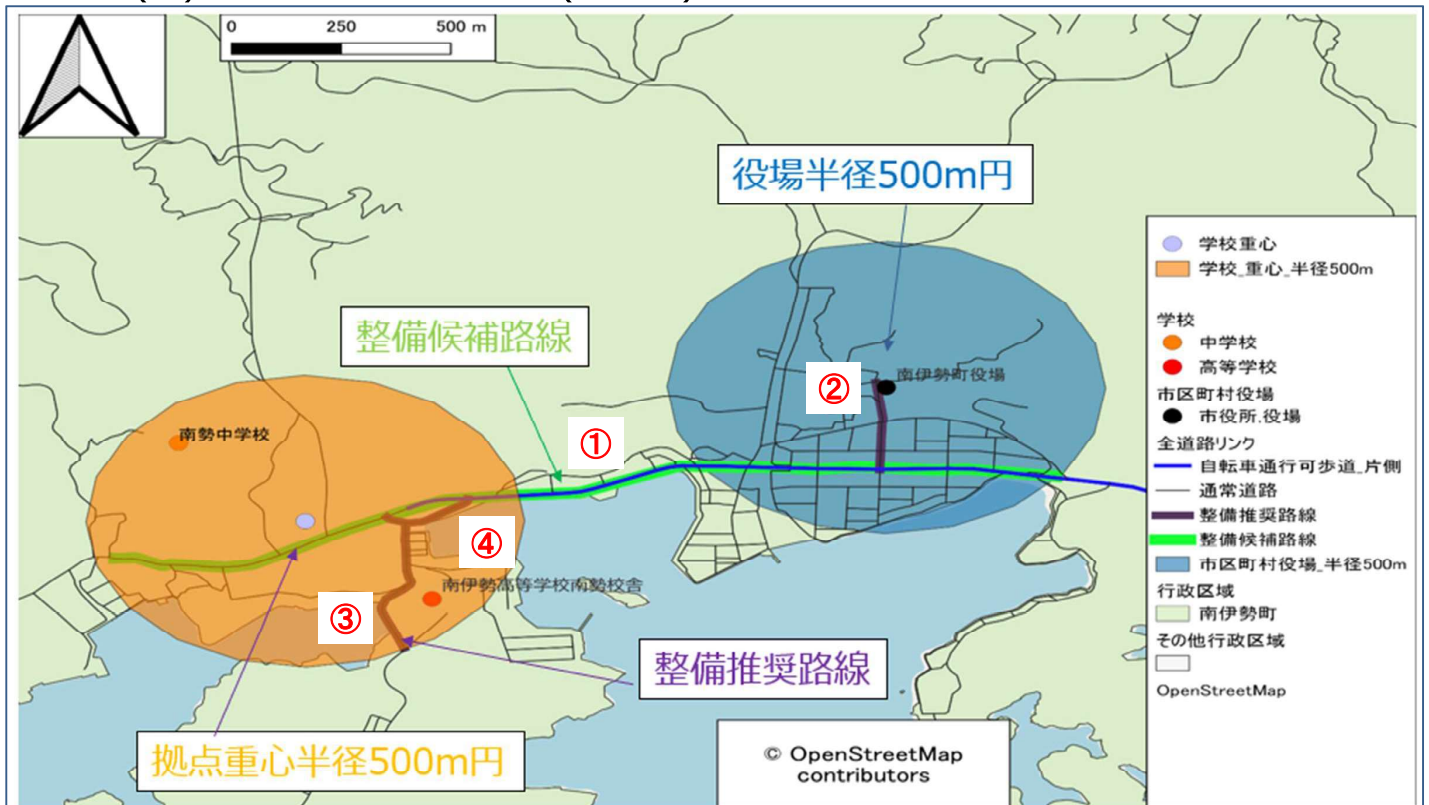 0 250 500 m
役場半径500m円
整備候補路線
①
②
南伊勢町役場
南勢中学校
④
南伊勢高等学校南勢校舎
③
整備推奨路線
拠点重心半径500m円
© OpenStreetMap
contributors
学校重心
学校_重心_半径500m
学校
中学校
高等学校
市区町村役場
市役所.役場
全道路リンク
自転車通行可歩道_片側
通常道路
整備推奨路線
整備候補路線
市区町村役場_半径500m
行政区域
南伊勢町
その他行政区域
OpenStreetMap